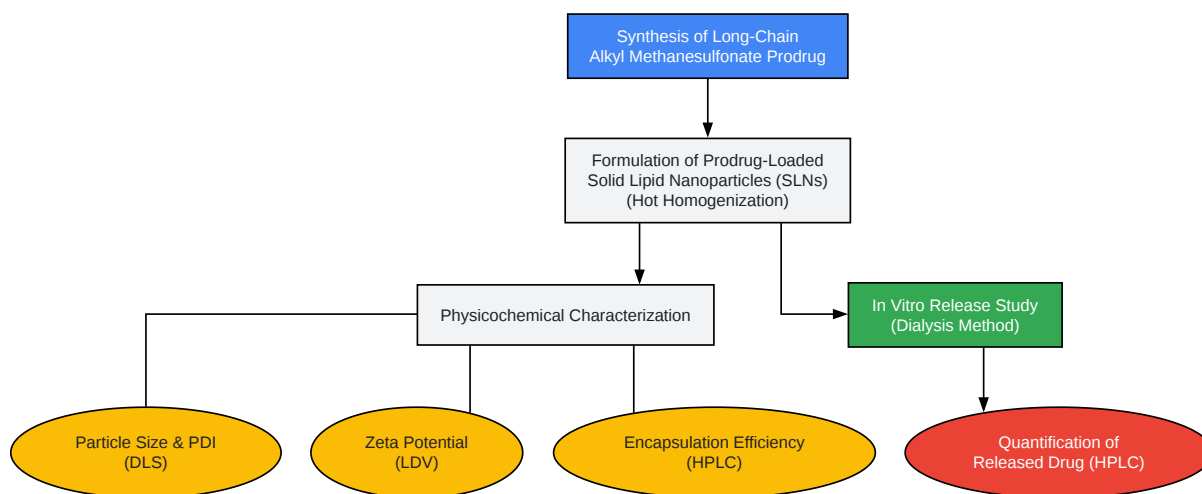 Synthesis of Long-Chain
Alkyl Methanesulfonate Prodrug
Formulation of Prodrug-Loaded
Solid Lipid Nanoparticles (SLNs)
(Hot Homogenization)
Physicochemical Characterization
In Vitro Release Study
(Dialysis Method)
Particle Size & PDI
(DLS)
Zeta Potential
(LDV)
Encapsulation Efficiency
(HPLC)
Quantification of
Released Drug (HPLC)